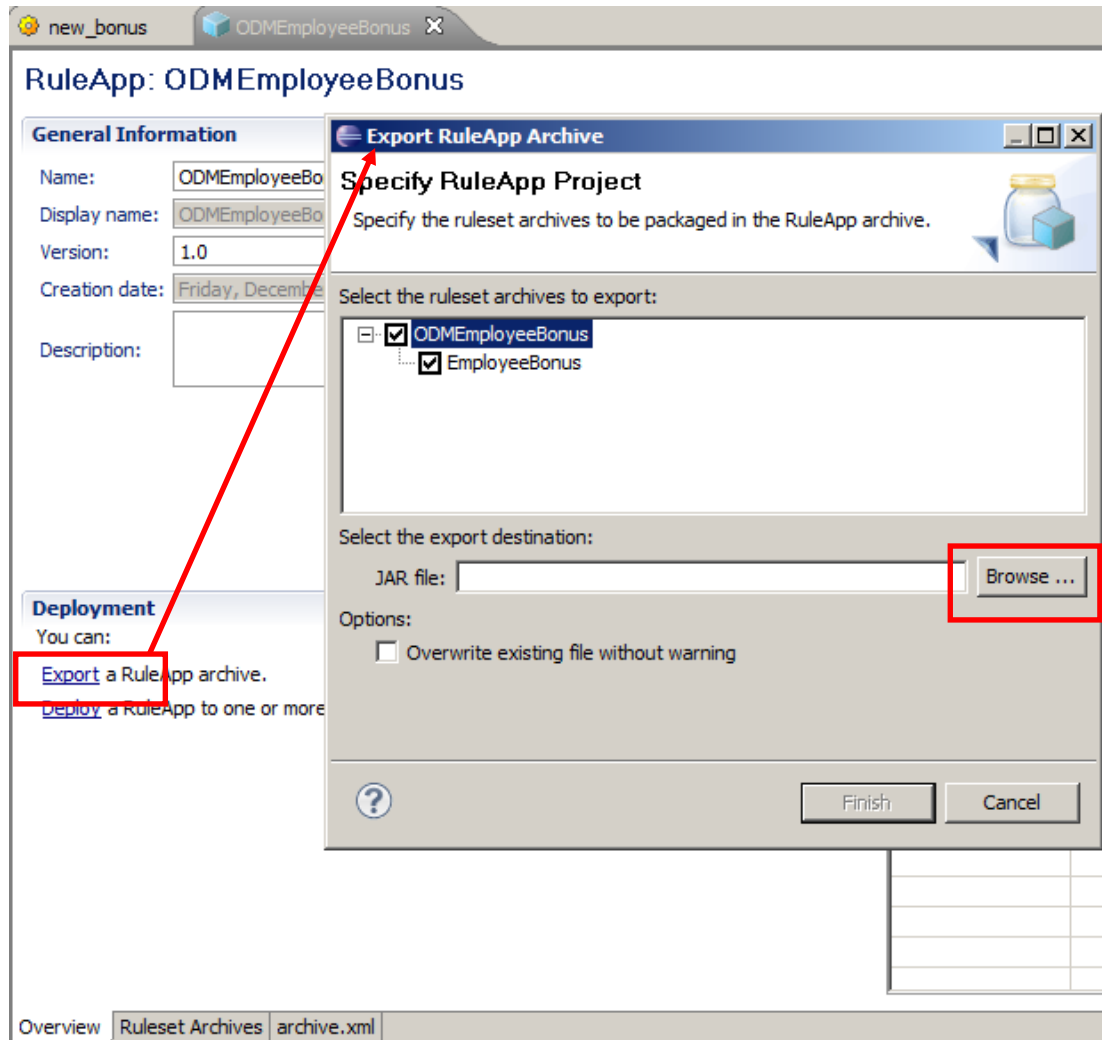 new_bonus
ODMEmployeeBonus
RuleApp: ODMEmployeeBonus
General Information
Name:
ODMEmployeeBo
Display name:
ODMEmployeeBo
Version:
1.0
Creation date:
Friday, Decembe
Description:
Deployment
You can:
Export a RuleApp archive.
Deploy a RuleApp to one or more
Export RuleApp Archive
Specify RuleApp Project
Specify the ruleset archives to be packaged in the RuleApp archive.
Select the ruleset archives to export:
ODMEmployeeBonus
EmployeeBonus
Select the export destination:
JAR file:
Browse ...
Options:
Overwrite existing file without warning
?
Finish
Cancel
Overview
Ruleset Archives
archive.xml